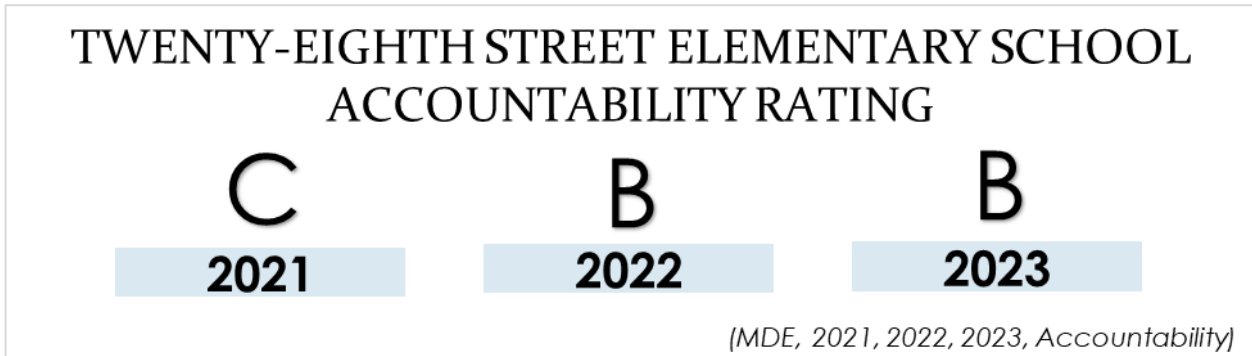 TWENTY-EIGHTH STREET ELEMENTARY SCHOOL
ACCOUNTABILITY RATING
C B B
2021 2022 2023
(MDE, 2021, 2022, 2023, Accountability)